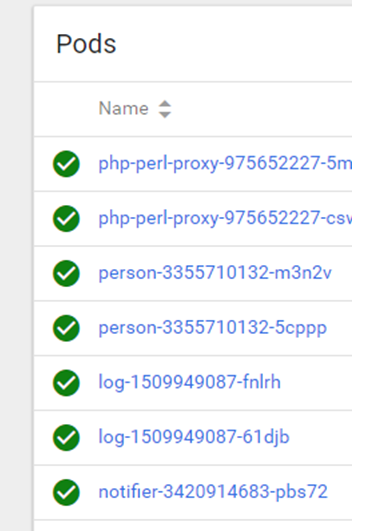 Pods
Name
php-perl-proxy-975652227-5m
php-perl-proxy-975652227-csv
person-3355710132-m3n2v
person-3355710132-5cppp
log-1509949087-fnlrh
log-1509949087-61djb
notifier-3420914683-pbs72